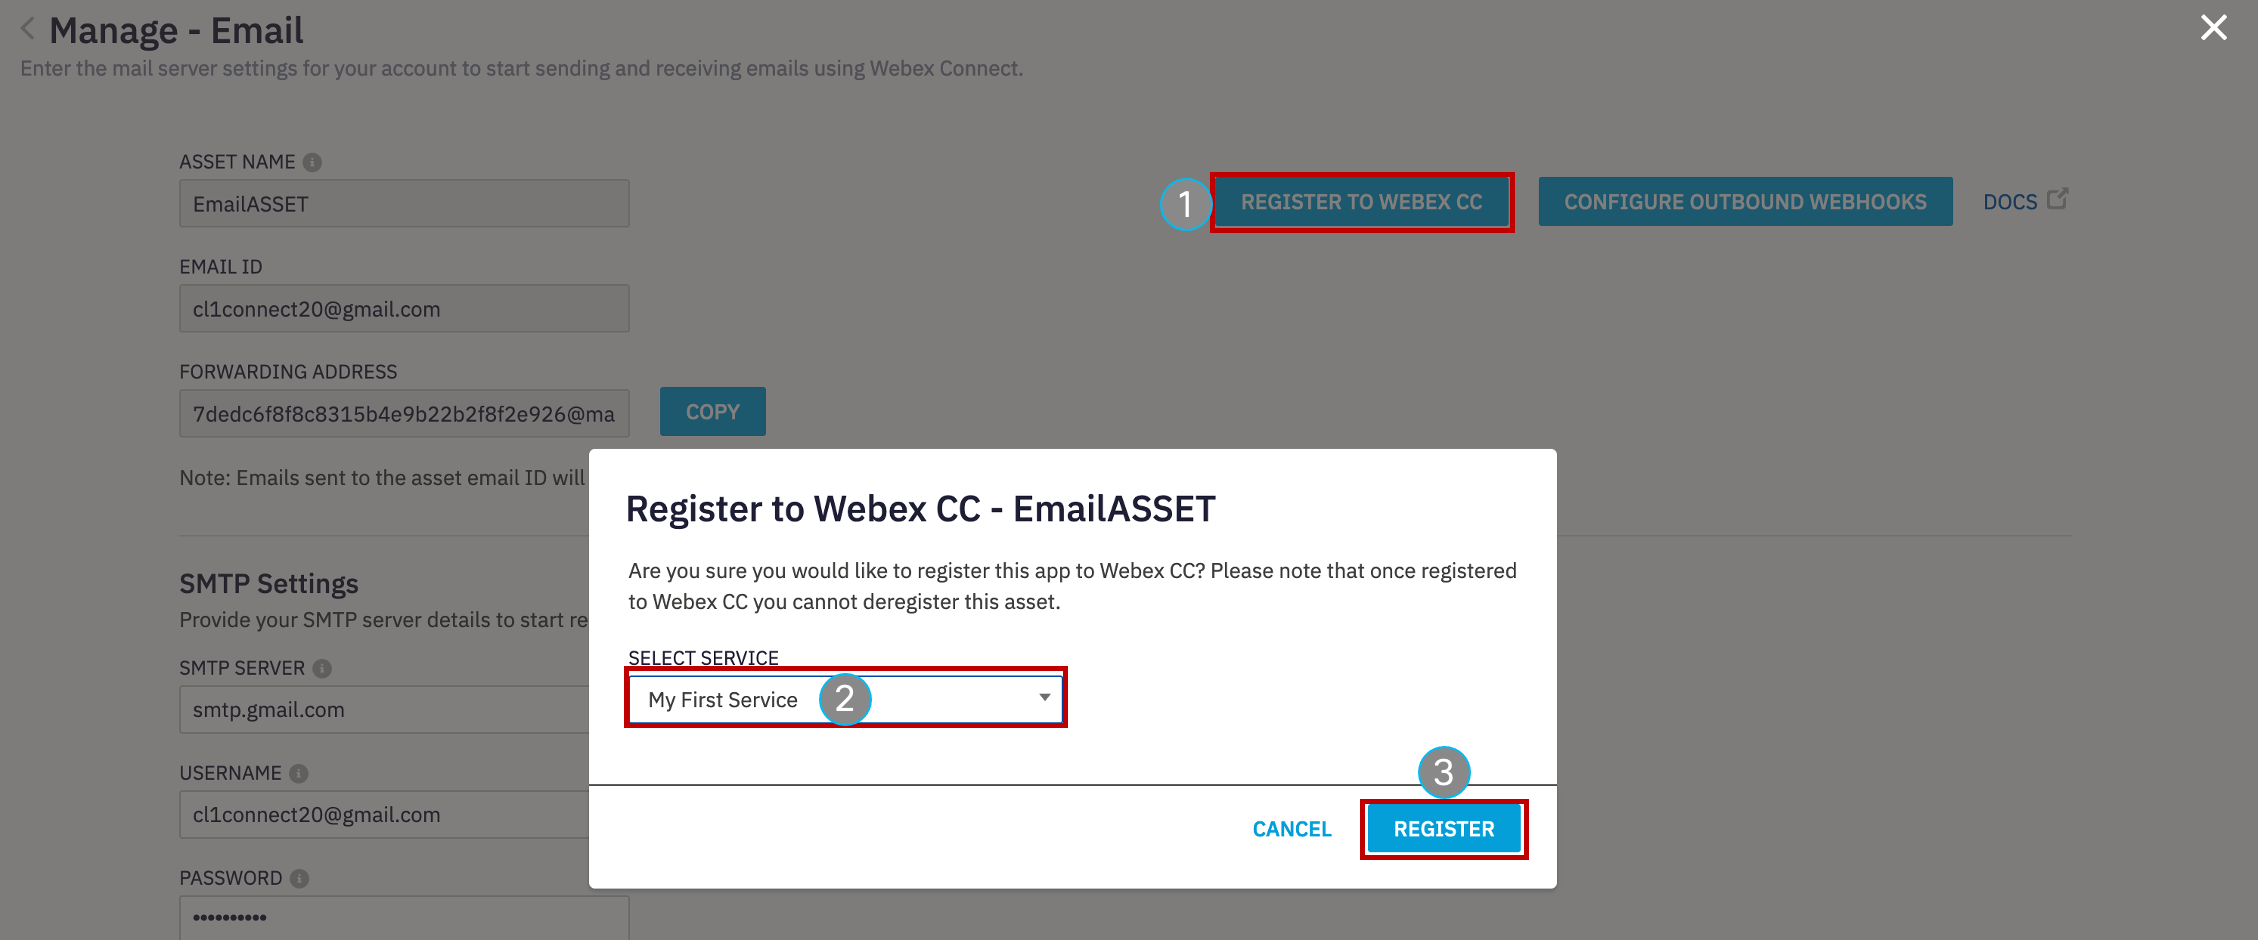 Manage - Email
Enter the mail server settings for your account to start sending and receiving emails using Webex Connect.
ASSET NAME
EmailASSET
1
REGISTER TO WEBEX CC
CONFIGURE OUTBOUND WEBHOOKS
DOCS
EMAIL ID
cl1connect20@gmail.com
FORWARDING ADDRESS
7dedc6f8f8c8315b4e9b22b2f8f2e926@ma
COPY
Note: Emails sent to the asset email ID will
Register to Webex CC - EmailASSET
Are you sure you would like to register this app to Webex CC? Please note that once registered
to Webex CC you cannot deregister this asset.
SELECT SERVICE
My First Service
2
3
CANCEL
REGISTER
SMTP Settings
Provide your SMTP server details to start re
SMTP SERVER
smtp.gmail.com
USERNAME
cl1connect20@gmail.com
PASSWORD
••••••••••